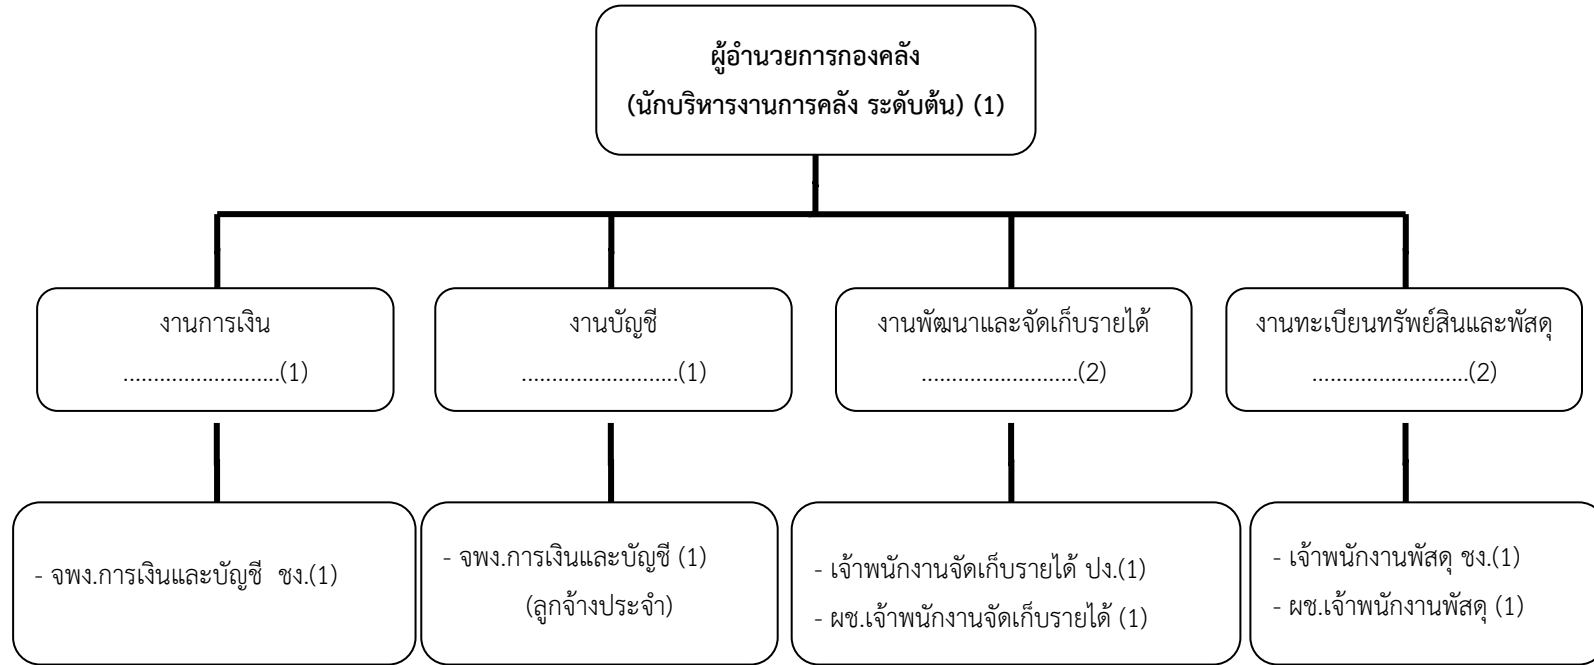 ผู้อำนวยการกองคลัง
(นักบริหารงานการคลัง ระดับต้น) (1)
งานการเงิน
..........................(1)
งานบัญชี
..........................(1)
งานพัฒนาและจัดเก็บรายได้
..........................(2)
งานทะเบียนทรัพย์สินและพัสดุ
..........................(2)
- จพง.การเงินและบัญชี ชง.(1)
- จพง.การเงินและบัญชี (1)
(ลูกจ้างประจำ)
- เจ้าพนักงานจัดเก็บรายได้ ปง.(1)
- ผช.เจ้าพนักงานจัดเก็บรายได้ (1)
- เจ้าพนักงานพัสดุ ชง.(1)
- ผช.เจ้าพนักงานพัสดุ (1)